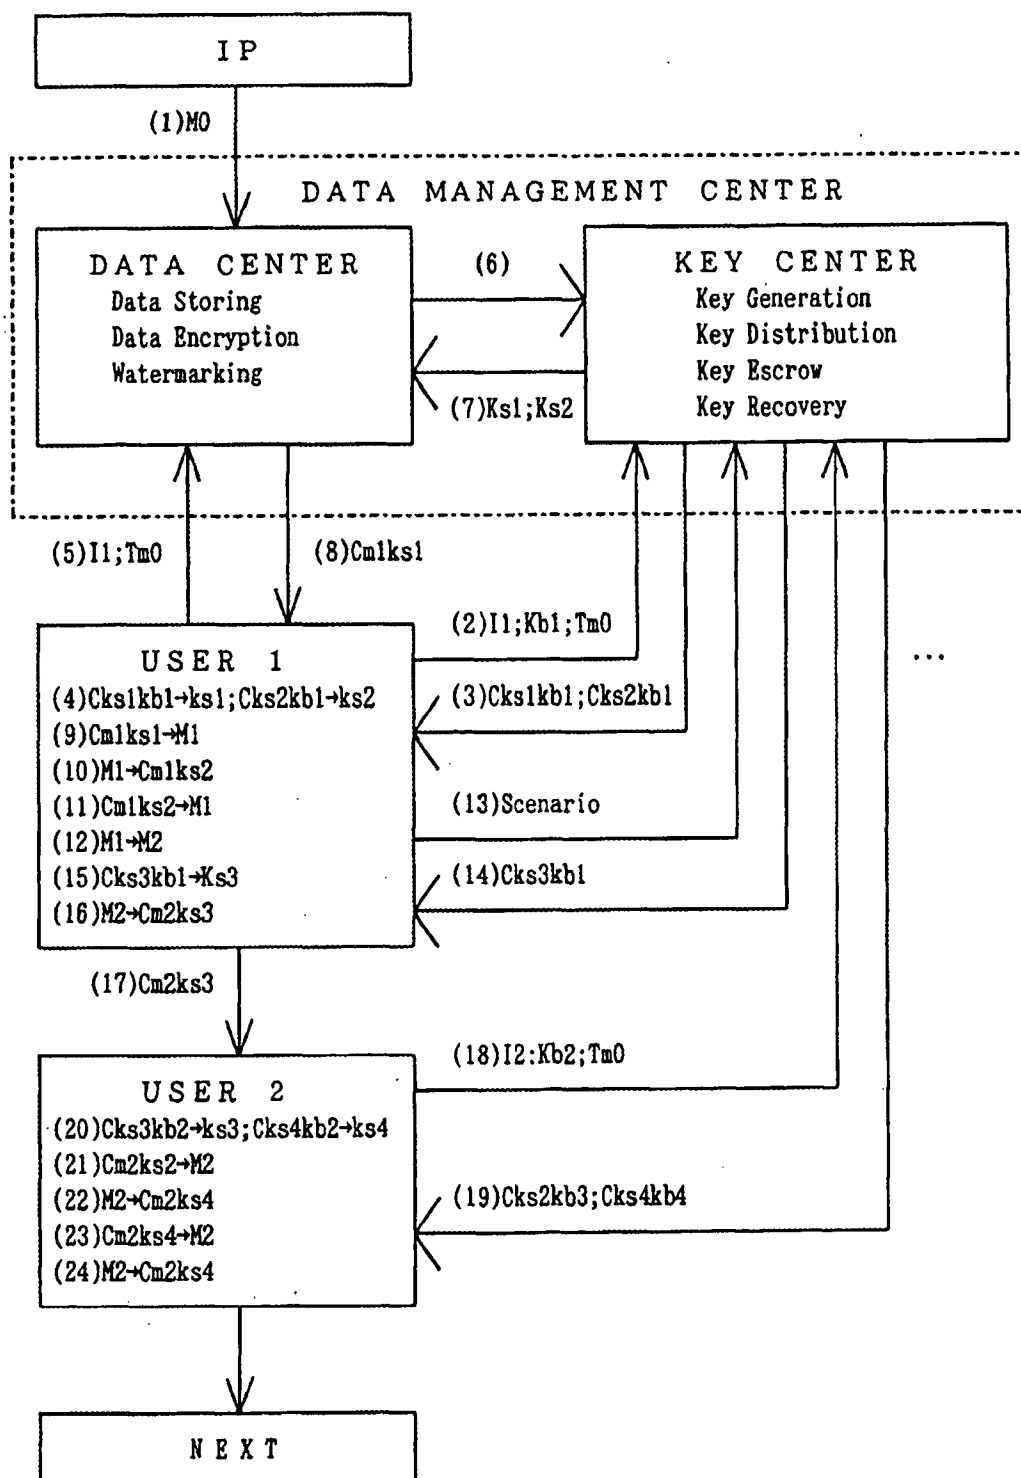 IP
(1)M0
DATA MANAGEMENT CENTER
DATA CENTER
Data Storing
Data Encryption
Watermarking
(6)
(7)Ks1;Ks2
KEY CENTER
Key Generation
Key Distribution
Key Escrow
Key Recovery
(5)I1;Tm0
(8)Cm1ks1
(2)I1;Kb1;Tm0
(3)Cks1kb1;Cks2kb1
(13)Scenario
(14)Cks3kb1
...
USER 1
(4)Cks1kb1→ks1;Cks2kb1→ks2
(9)Cm1ks1→M1
(10)M1→Cm1ks2
(11)Cm1ks2→M1
(12)M1→M2
(15)Cks3kb1→Ks3
(16)M2→Cm2ks3
(17)Cm2ks3
(18)I2:Kb2;Tm0
(19)Cks2kb3;Cks4kb4
USER 2
(20)Cks3kb2→ks3;Cks4kb2→ks4
(21)Cm2ks2→M2
(22)M2→Cm2ks4
(23)Cm2ks4→M2
(24)M2→Cm2ks4
NEXT